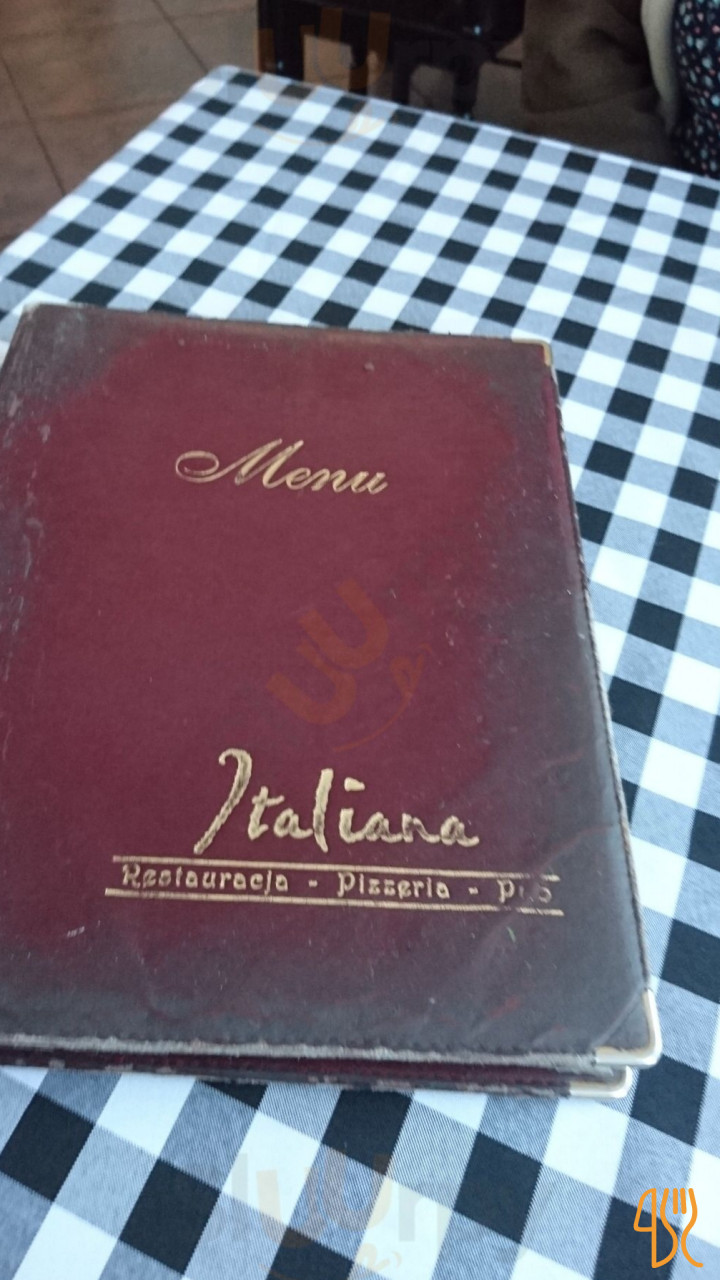 Menu
Italiana
Restauracja - Pizzeria - Pub